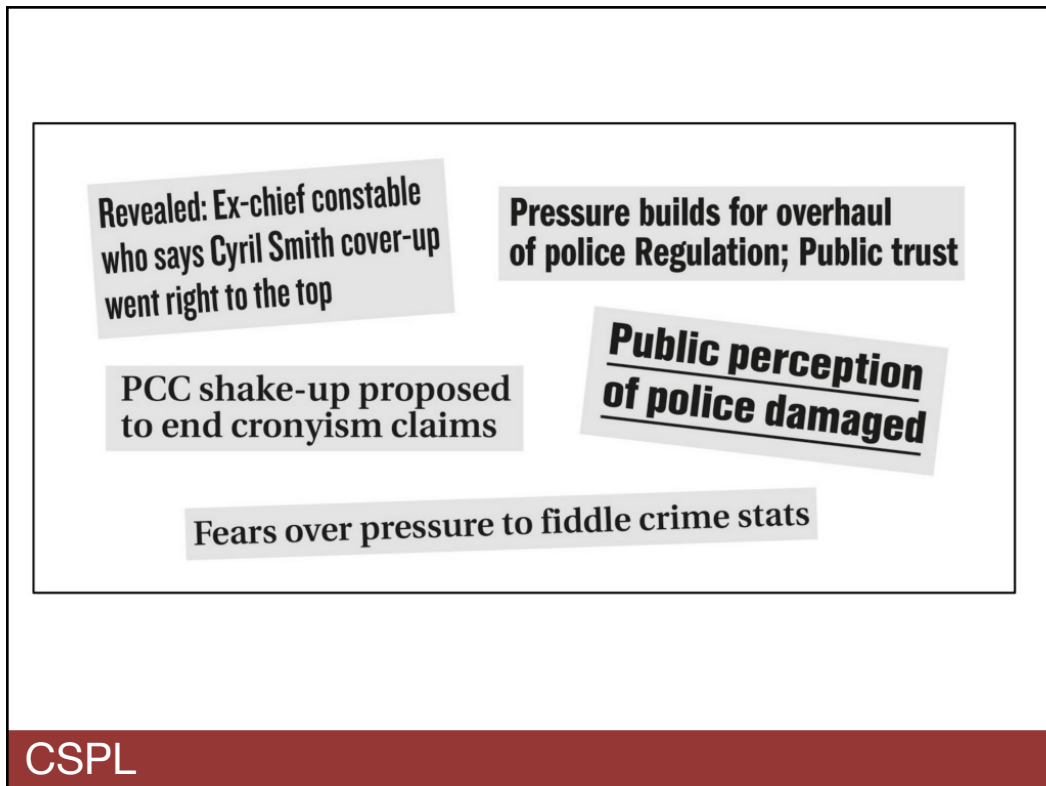 Revealed: Ex-chief constable
who says Cyril Smith cover-up
went right to the top
Pressure builds for overhaul
of police Regulation; Public trust
PCC shake-up proposed
to end cronyism claims
Public perception
of police damaged
Fears over pressure to fiddle crime stats
CSPL